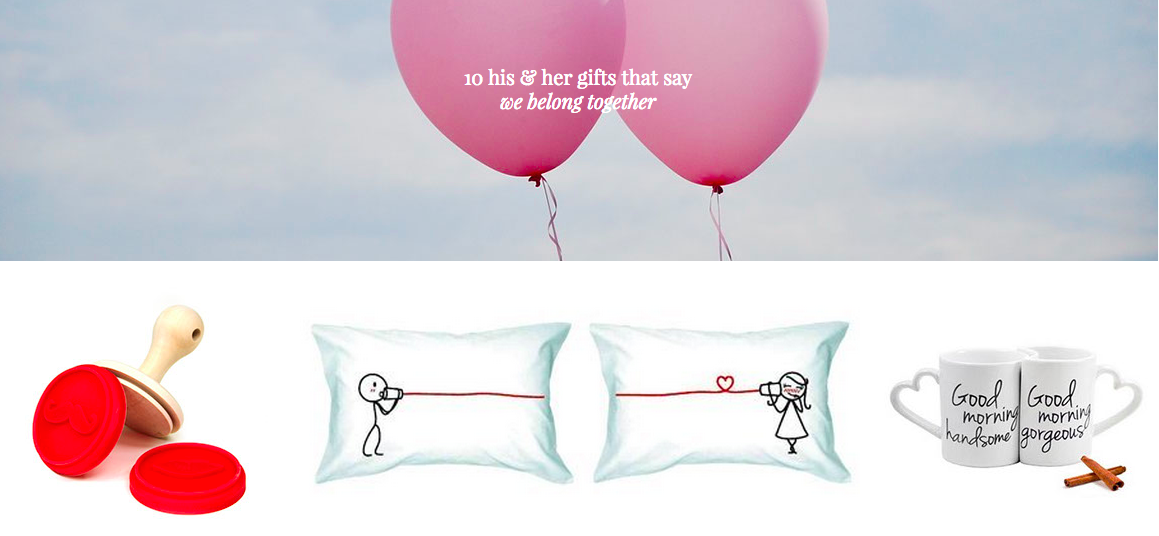 10 his & her gifts that say
we belong together
Good
morning
handsome
Good
morning
gorgeous